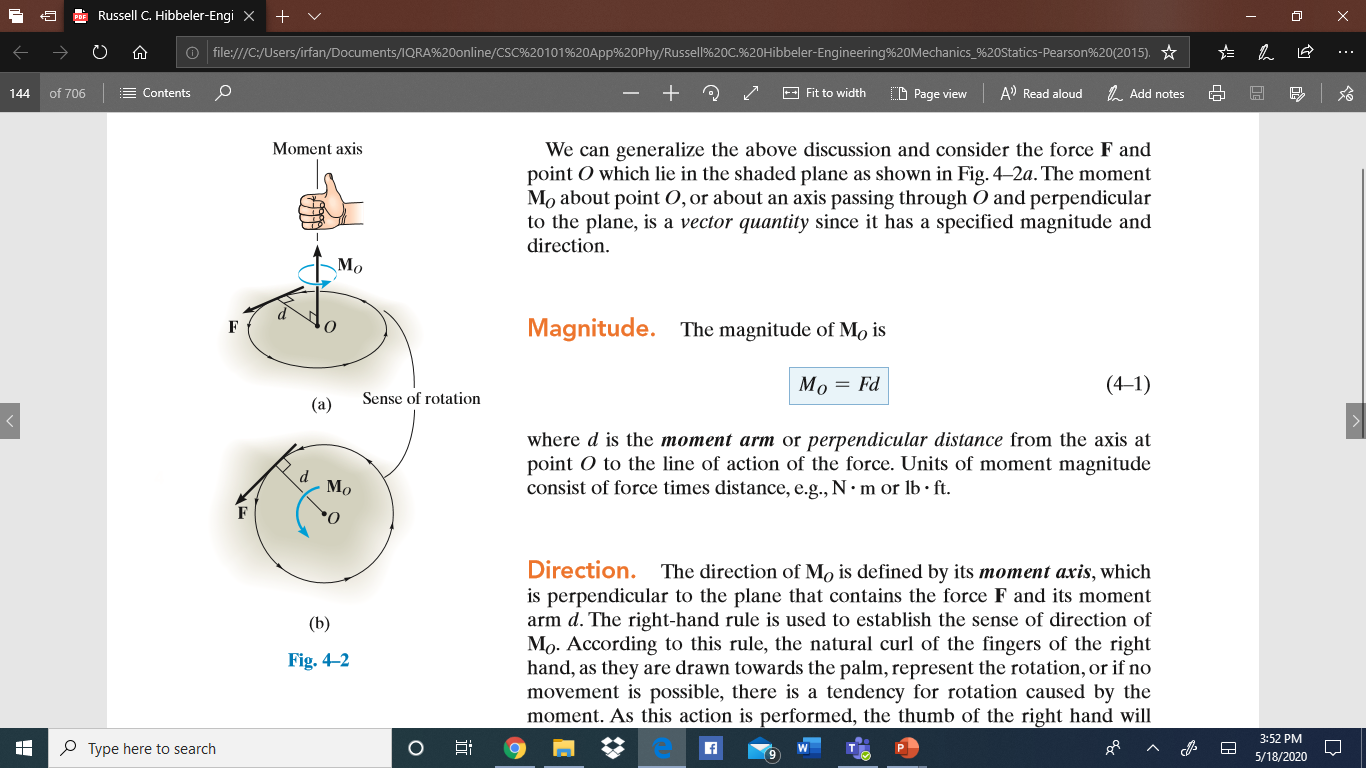 Russell C. Hibbeler-Engi
file:///C:/Users/irfan/Documents/IQRA%20online/CSC%20101%20App%20Phy/Russell%20C.%20Hibbeler-Engineering%20Mechanics_%20Statics-Pearson%20(2015).
144 of 706 Contents Fit to width Page view Read aloud Add notes
Moment axis
M_O
F
d
O
(a)
Sense of rotation
d
M_O
F
O
(b)
Fig. 4–2
We can generalize the above discussion and consider the force F and
point O which lie in the shaded plane as shown in Fig. 4–2a. The moment
M_O about point O, or about an axis passing through O and perpendicular
to the plane, is a vector quantity since it has a specified magnitude and
direction.
Magnitude. The magnitude of M_O is
M_O = Fd (4–1)
where d is the moment arm or perpendicular distance from the axis at
point O to the line of action of the force. Units of moment magnitude
consist of force times distance, e.g., N · m or lb · ft.
Direction. The direction of M_O is defined by its moment axis, which
is perpendicular to the plane that contains the force F and its moment
arm d. The right-hand rule is used to establish the sense of direction of
M_O. According to this rule, the natural curl of the fingers of the right
hand, as they are drawn towards the palm, represent the rotation, or if no
movement is possible, there is a tendency for rotation caused by the
moment. As this action is performed, the thumb of the right hand will
Type here to search
9
3:52 PM
5/18/2020